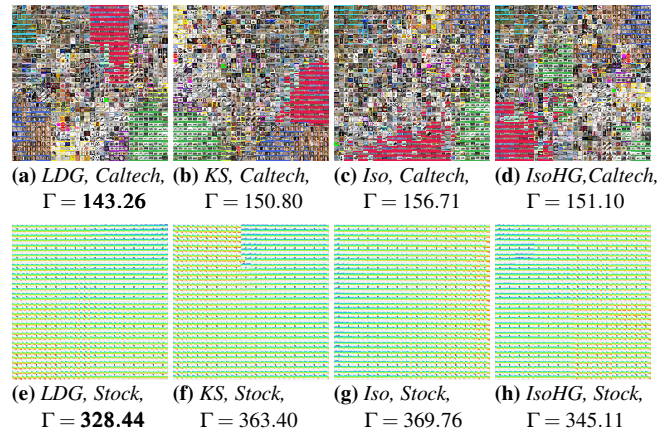 (a) LDG, Caltech, (b) KS, Caltech, (c) Iso, Caltech, (d) IsoHG,Caltech,
Γ = 143.26 Γ = 150.80 Γ = 156.71 Γ = 151.10
(e) LDG, Stock, (f) KS, Stock, (g) Iso, Stock, (h) IsoHG, Stock,
Γ = 328.44 Γ = 363.40 Γ = 369.76 Γ = 345.11